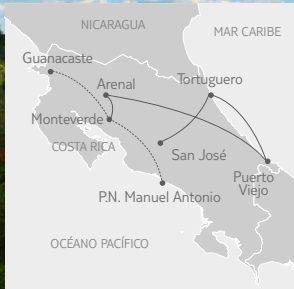 NICARAGUA
MAR CARIBE
Guanacaste
Arenal
Tortuguero
Monteverde
COSTA RICA
San José
Puerto
Viejo
P.N. Manuel Antonio
OCÉANO PACÍFICO